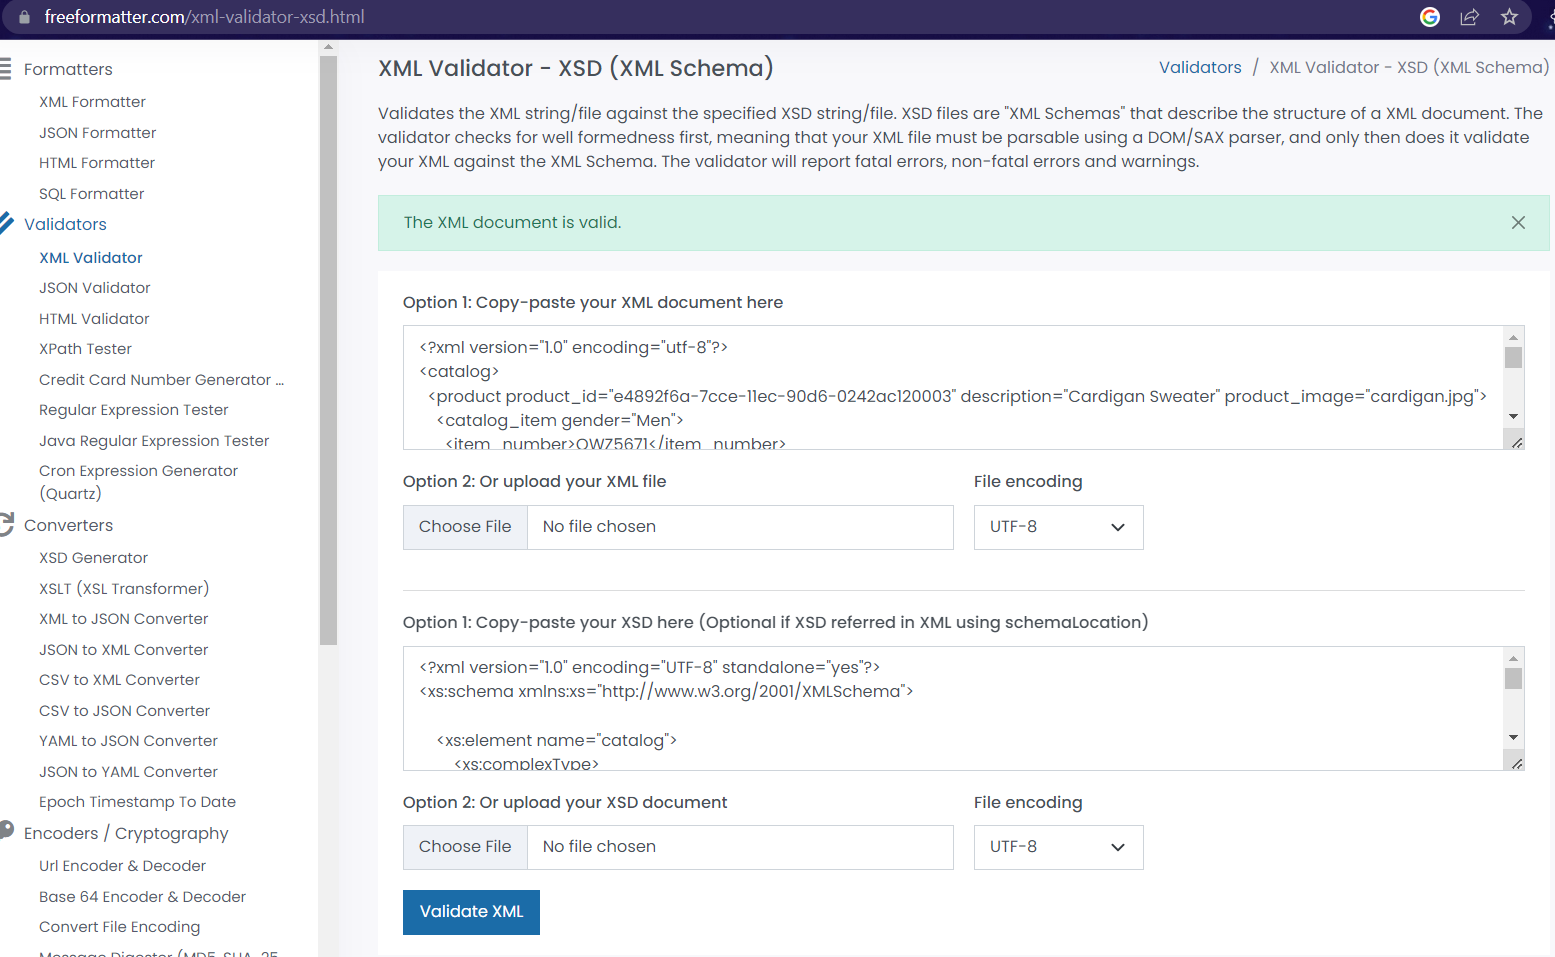 freeformatter.com/xml-validator-xsd.html
Formatters
XML Formatter
JSON Formatter
HTML Formatter
SQL Formatter
Validators
XML Validator
JSON Validator
HTML Validator
XPath Tester
Credit Card Number Generator ...
Regular Expression Tester
Java Regular Expression Tester
Cron Expression Generator
(Quartz)
Converters
XSD Generator
XSLT (XSL Transformer)
XML to JSON Converter
JSON to XML Converter
CSV to XML Converter
CSV to JSON Converter
YAML to JSON Converter
JSON to YAML Converter
Epoch Timestamp To Date
Encoders / Cryptography
Url Encoder & Decoder
Base 64 Encoder & Decoder
Convert File Encoding
Message Digester (MD5, SHA-25
XML Validator - XSD (XML Schema)
Validators / XML Validator - XSD (XML Schema)
Validates the XML string/file against the specified XSD string/file. XSD files are "XML Schemas" that describe the structure of a XML document. The
validator checks for well formedness first, meaning that your XML file must be parsable using a DOM/SAX parser, and only then does it validate
your XML against the XML Schema. The validator will report fatal errors, non-fatal errors and warnings.
The XML document is valid.
Option 1: Copy-paste your XML document here
<?xml version="1.0" encoding="utf-8"?>
<catalog>
<product product_id="e4892f6a-7cce-11ec-90d6-0242ac120003" description="Cardigan Sweater" product_image="cardigan.jpg">
<catalog_item gender="Men">
<item_number>QWZ5671</item_number>
Option 2: Or upload your XML file
File encoding
Choose File No file chosen
UTF-8
Option 1: Copy-paste your XSD here (Optional if XSD referred in XML using schemaLocation)
<?xml version="1.0" encoding="UTF-8" standalone="yes"?>
<xs:schema xmlns:xs="http://www.w3.org/2001/XMLSchema">
<xs:element name="catalog">
<xs:complexType>
Option 2: Or upload your XSD document
File encoding
Choose File No file chosen
UTF-8
Validate XML